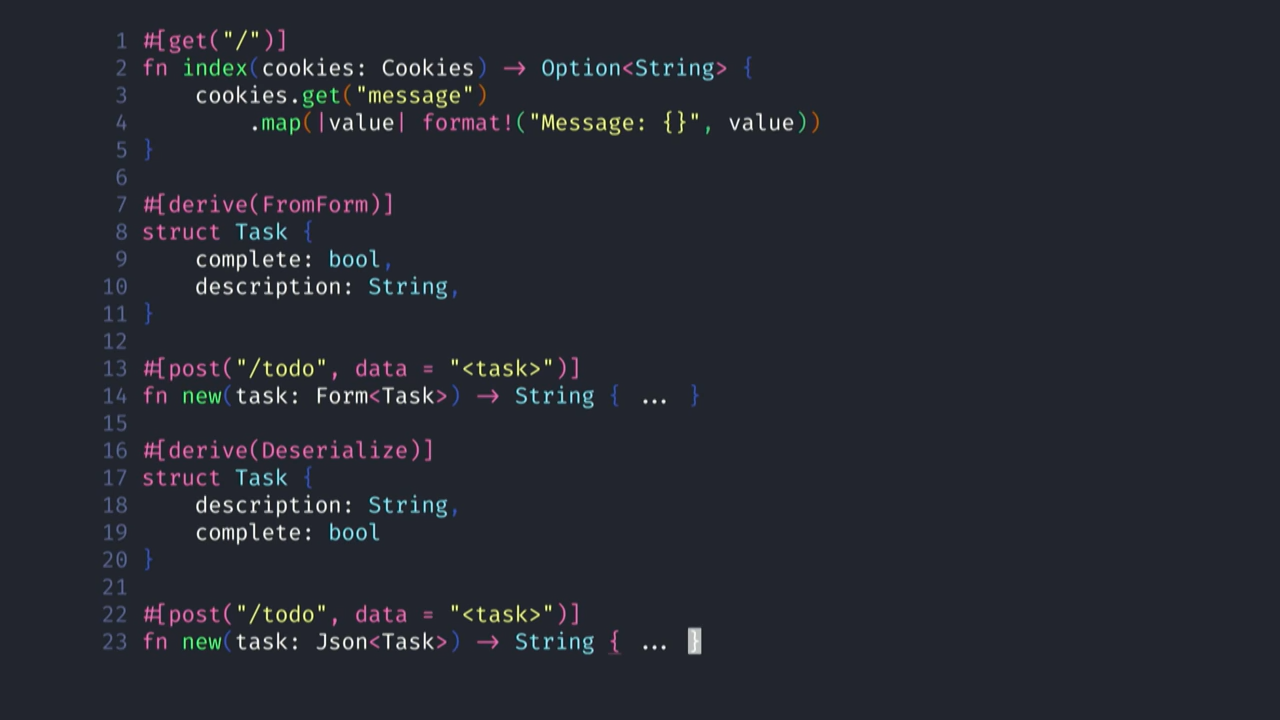 1 #[get("/")]
2 fn index(cookies: Cookies) → Option<String> {
3     cookies.get("message")
4         .map(|value| format!("Message: {}", value))
5 }
6
7 #[derive(FromForm)]
8 struct Task {
9     complete: bool,
10     description: String,
11 }
12
13 #[post("/todo", data = "<task>")]
14 fn new(task: Form<Task>) → String { ... }
15
16 #[derive(Deserialize)]
17 struct Task {
18     description: String,
19     complete: bool
20 }
21
22 #[post("/todo", data = "<task>")]
23 fn new(task: Json<Task>) → String { ... }